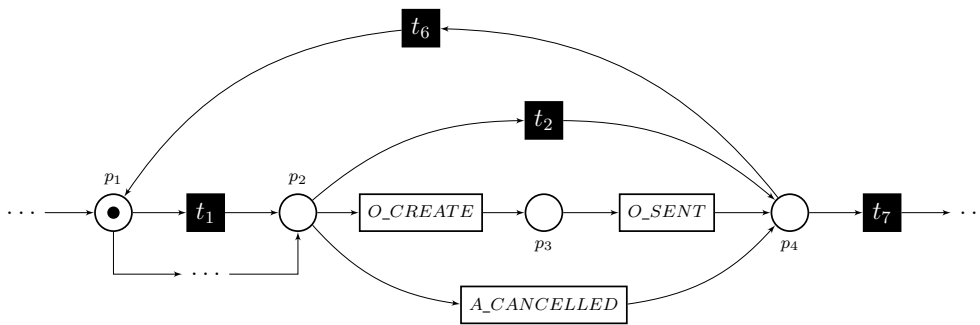 t6
t2
p1
p2
· · ·
t1
O_CREATE
O_SENT
t7
· ·
p3
p4
· · ·
A_CANCELLED